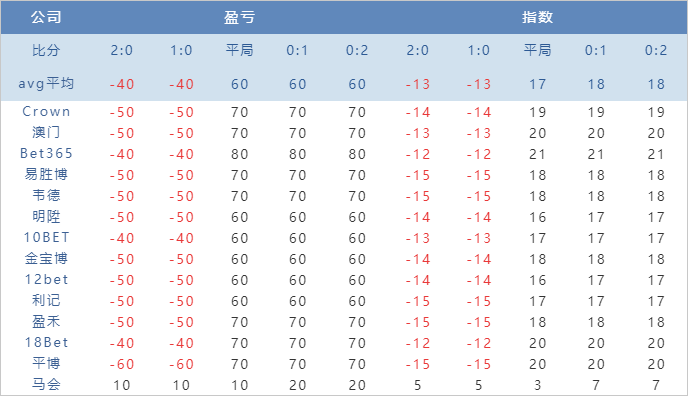 公司 盈亏 指数
比分 2:0 1:0 平局 0:1 0:2 2:0 1:0 平局 0:1 0:2
avg平均 -40 -40 60 60 60 -13 -13 17 18 18
Crown -50 -50 70 70 70 -14 -14 19 19 19
澳门 -50 -50 70 70 70 -13 -13 20 20 20
Bet365 -40 -40 80 80 80 -12 -12 21 21 21
易胜博 -50 -50 70 70 70 -15 -15 18 18 18
韦德 -50 -50 70 70 70 -15 -15 18 18 18
明陞 -50 -50 60 60 60 -14 -14 16 17 17
10BET -40 -40 60 60 60 -13 -13 17 17 17
金宝博 -50 -50 60 60 60 -14 -14 18 18 18
12bet -50 -50 60 60 60 -14 -14 16 17 17
利记 -50 -50 60 60 60 -15 -15 17 17 17
盈禾 -50 -50 70 70 70 -15 -15 18 18 18
18Bet -40 -40 70 70 70 -12 -12 20 20 20
平博 -60 -60 70 70 70 -15 -15 20 20 20
马会 10 10 10 20 20 5 5 3 7 7